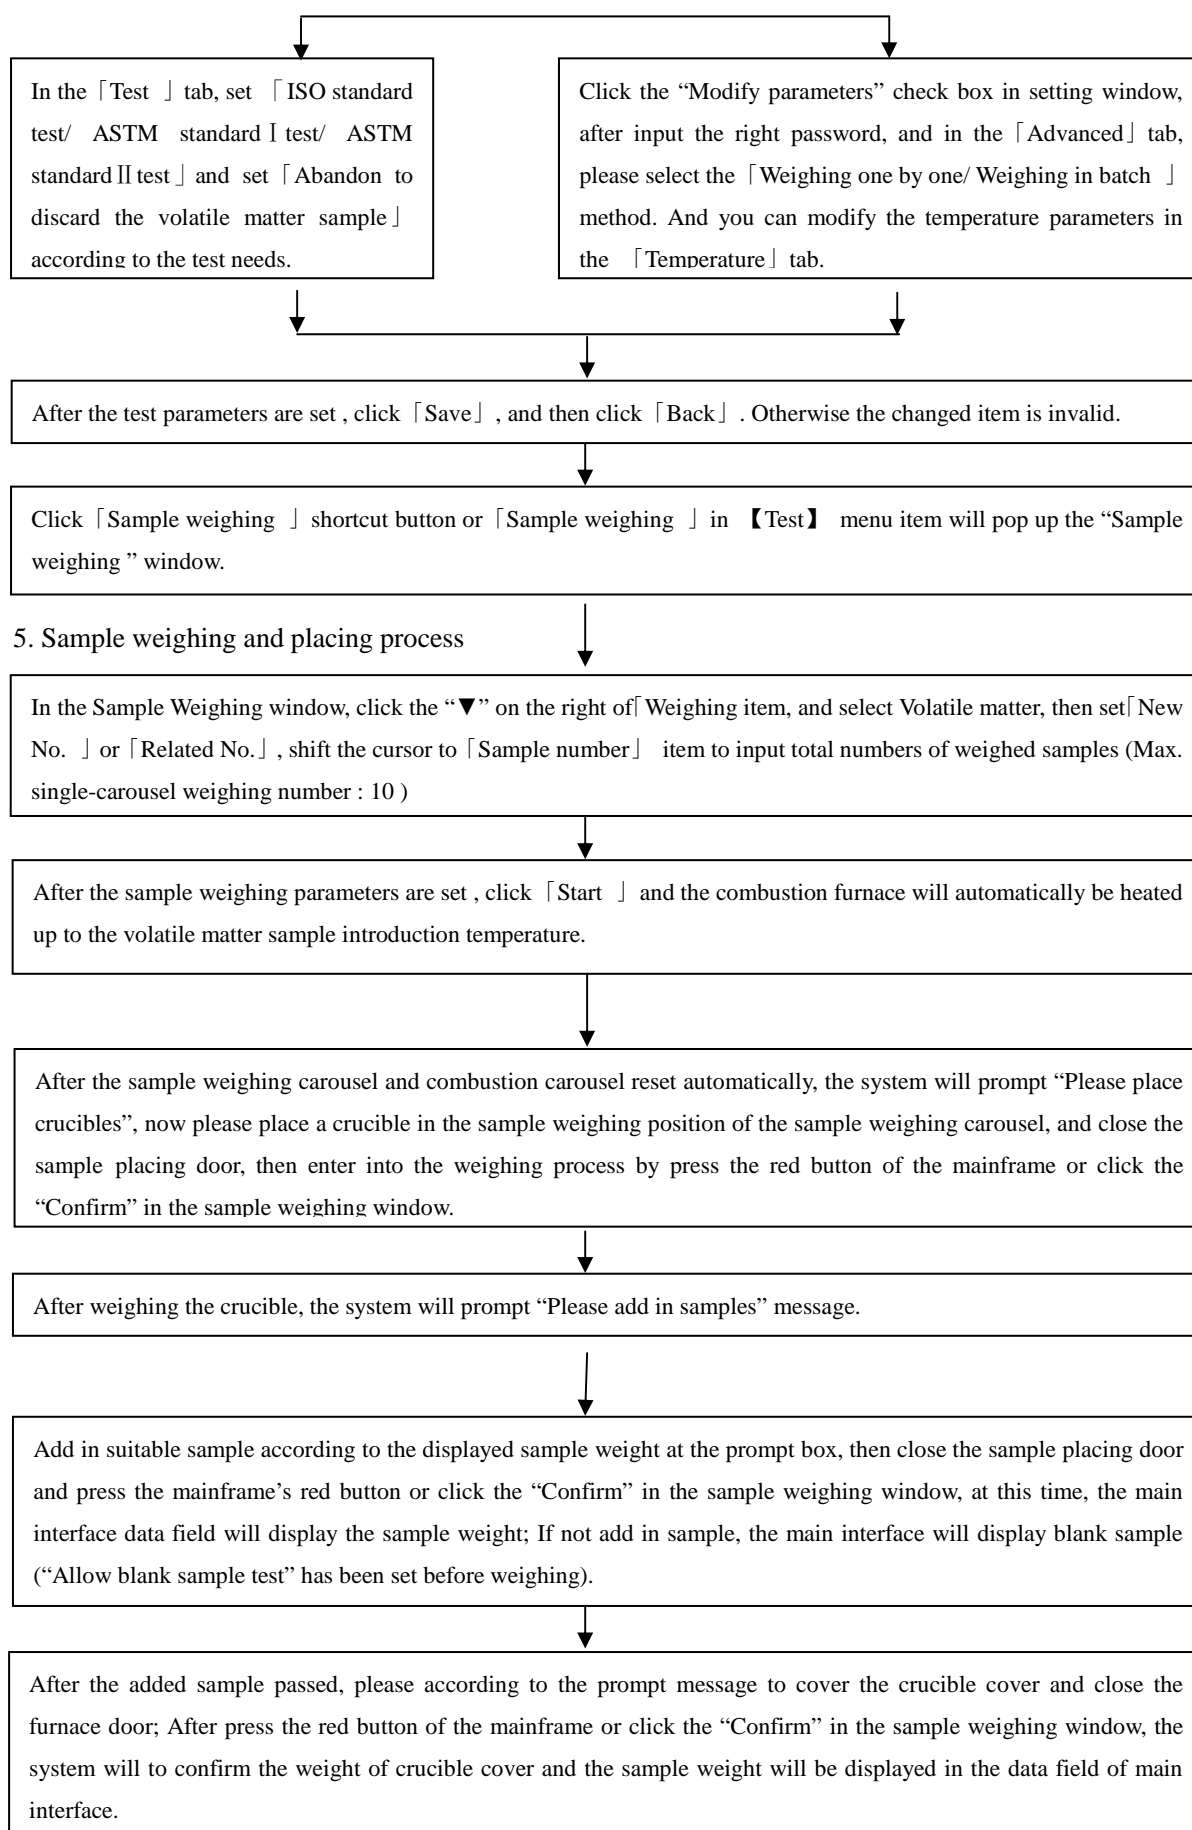 In the「Test 」tab, set 「ISO standard
test/ ASTM standardⅠtest/ ASTM
standardⅡtest」and set「Abandon to
discard the volatile matter sample」
according to the test needs.
Click the “Modify parameters” check box in setting window,
after input the right password, and in the「Advanced」tab,
please select the「Weighing one by one/ Weighing in batch 」
method. And you can modify the temperature parameters in
the 「Temperature」tab.
After the test parameters are set , click「Save」, and then click「Back」. Otherwise the changed item is invalid.
Click「Sample weighing 」shortcut button or「Sample weighing 」in 【Test】 menu item will pop up the “Sample
weighing ” window.
5. Sample weighing and placing process
In the Sample Weighing window, click the “▼” on the right of「Weighing item, and select Volatile matter, then set「New
No. 」or「Related No.」, shift the cursor to「Sample number」 item to input total numbers of weighed samples (Max.
single-carousel weighing number : 10 )
After the sample weighing parameters are set , click「Start 」and the combustion furnace will automatically be heated
up to the volatile matter sample introduction temperature.
After the sample weighing carousel and combustion carousel reset automatically, the system will prompt “Please place
crucibles”, now please place a crucible in the sample weighing position of the sample weighing carousel, and close the
sample placing door, then enter into the weighing process by press the red button of the mainframe or click the
“Confirm” in the sample weighing window.
After weighing the crucible, the system will prompt “Please add in samples” message.
Add in suitable sample according to the displayed sample weight at the prompt box, then close the sample placing door
and press the mainframe’s red button or click the “Confirm” in the sample weighing window, at this time, the main
interface data field will display the sample weight; If not add in sample, the main interface will display blank sample
(“Allow blank sample test” has been set before weighing).
After the added sample passed, please according to the prompt message to cover the crucible cover and close the
furnace door; After press the red button of the mainframe or click the “Confirm” in the sample weighing window, the
system will to confirm the weight of crucible cover and the sample weight will be displayed in the data field of main
interface.